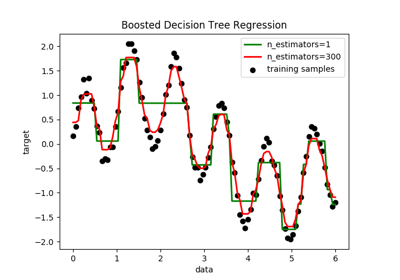 Boosted Decision Tree Regression
n_estimators=1
n_estimators=300
training samples
target
2.0
1.5
1.0
0.5
0.0
−0.5
−1.0
−1.5
−2.0
0
1
2
3
4
5
6
data